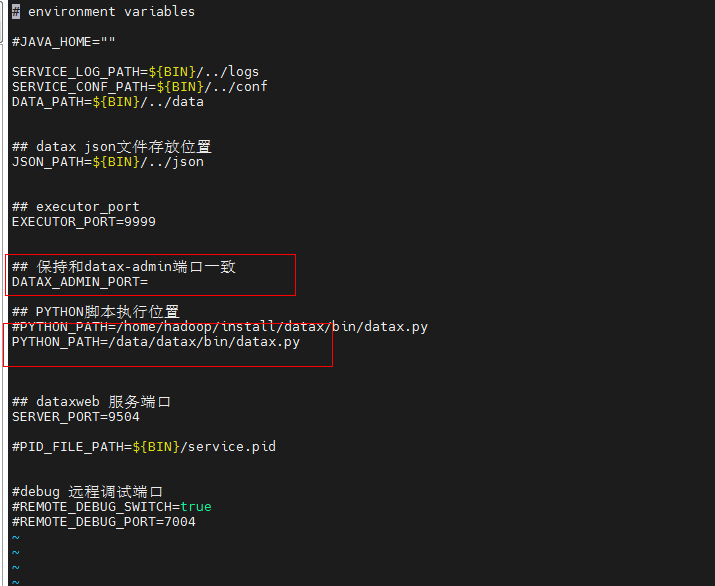 # environment variables
#JAVA_HOME=""
SERVICE_LOG_PATH=${BIN}/../logs
SERVICE_CONF_PATH=${BIN}/../conf
DATA_PATH=${BIN}/../data
## datax json文件存放位置
JSON_PATH=${BIN}/../json
## executor_port
EXECUTOR_PORT=9999
## 保持和datax-admin端口一致
DATAX_ADMIN_PORT=
## PYTHON脚本执行位置
#PYTHON_PATH=/home/hadoop/install/datax/bin/datax.py
PYTHON_PATH=/data/datax/bin/datax.py
## dataxweb 服务端口
SERVER_PORT=9504
#PID_FILE_PATH=${BIN}/service.pid
#debug 远程调试端口
#REMOTE_DEBUG_SWITCH=true
#REMOTE_DEBUG_PORT=7004
~
~
~
~